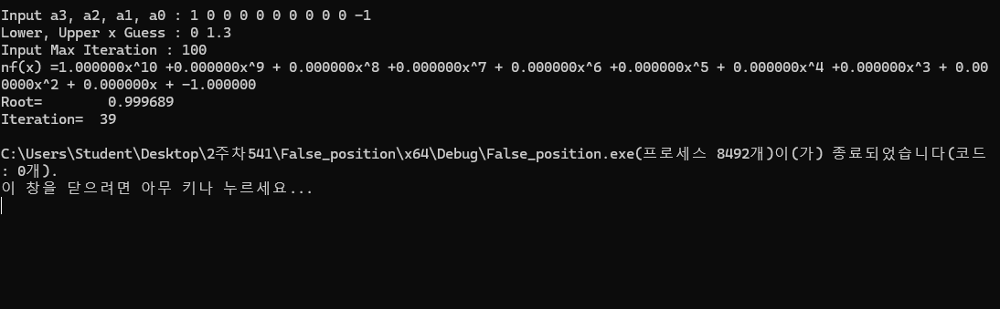 Input a3, a2, a1, a0 : 1 0 0 0 0 0 0 0 0 0 -1
Lower, Upper x Guess : 0 1.3
Input Max Iteration : 100
nf(x) =1.000000x^10 +0.000000x^9 + 0.000000x^8 +0.000000x^7 + 0.000000x^6 +0.000000x^5 + 0.000000x^4 +0.000000x^3 + 0.00
0000x^2 + 0.000000x + -1.000000
Root=        0.999689
Iteration=  39
C:\Users\Student\Desktop\2주차541\False_position\x64\Debug\False_position.exe(프로세스 8492개)이(가) 종료되었습니다(코드
: 0개).
이 창을 닫으려면 아무 키나 누르세요...